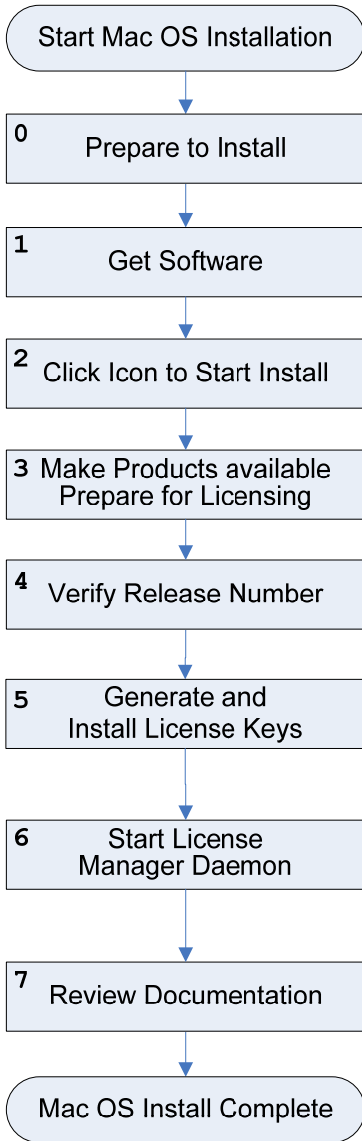 Start Mac OS Installation
0
Prepare to Install
1
Get Software
2
Click Icon to Start Install
3
Make Products available
Prepare for Licensing
4
Verify Release Number
5
Generate and
Install License Keys
6
Start License
Manager Daemon
7
Review Documentation
Mac OS Install Complete